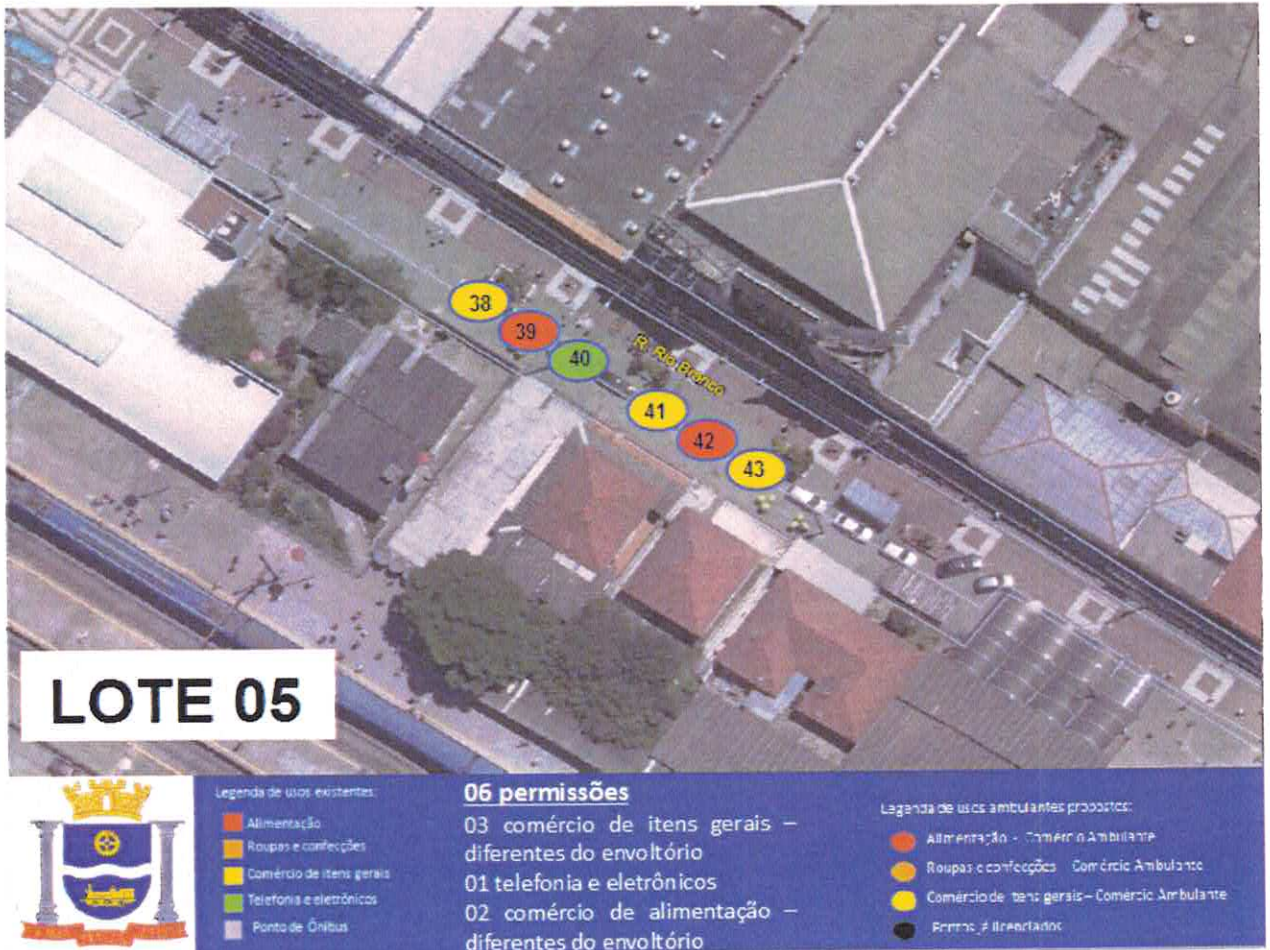 38
39
40
R. Rio Branco
41
42
43
LOTE 05
Legenda de usos existentes:
Alimentação
Roupas e confecções
Comércio de itens gerais
Telefonia e eletrônicos
Ponto de Ônibus
06 permissões
03 comércio de itens gerais –
diferentes do envoltório
01 telefonia e eletrônicos
02 comércio de alimentação –
diferentes do envoltório
Legenda de usos ambulantes propostos:
Alimentação - Comércio Ambulante
Roupas e confecções Comércio Ambulante
Comércio de itens gerais – Comércio Ambulante
Pontos já licenciados